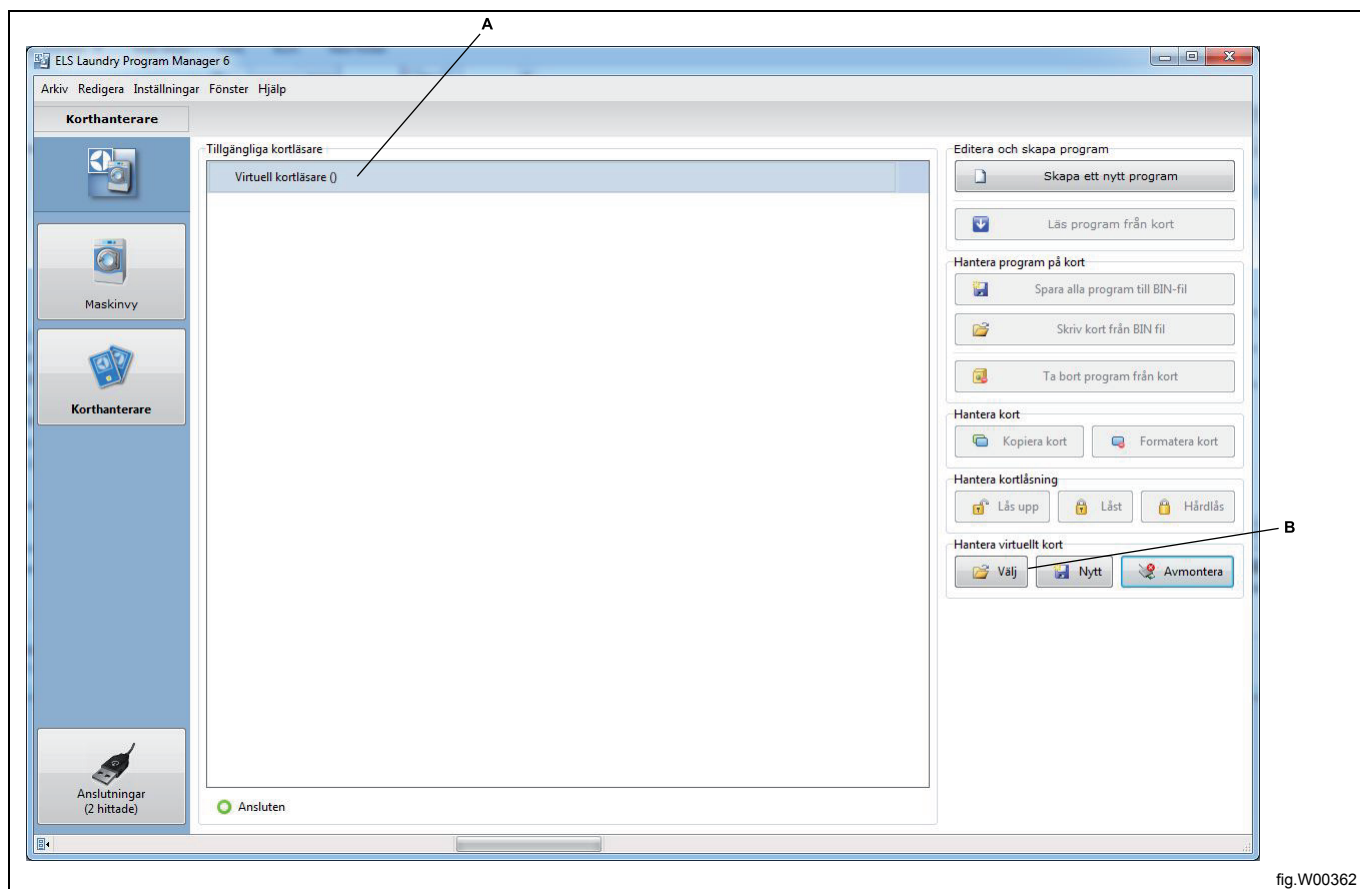 A
ELS Laundry Program Manager 6
Arkiv Redigera Inställningar Fönster Hjälp
Korthanterare
Tillgängliga kortläsare
Virtuell kortläsare ()
Maskinvy
Korthanterare
Anslutningar
(2 hittade)
Ansluten
Editera och skapa program
Skapa ett nytt program
Läs program från kort
Hantera program på kort
Spara alla program till BIN-fil
Skriv kort från BIN fil
Ta bort program från kort
Hantera kort
Kopiera kort Formatera kort
Hantera kortlåsning
Lås upp Låst Hårdlås
Hantera virtuellt kort
Välj Nytt Avmontera
B
fig.W00362